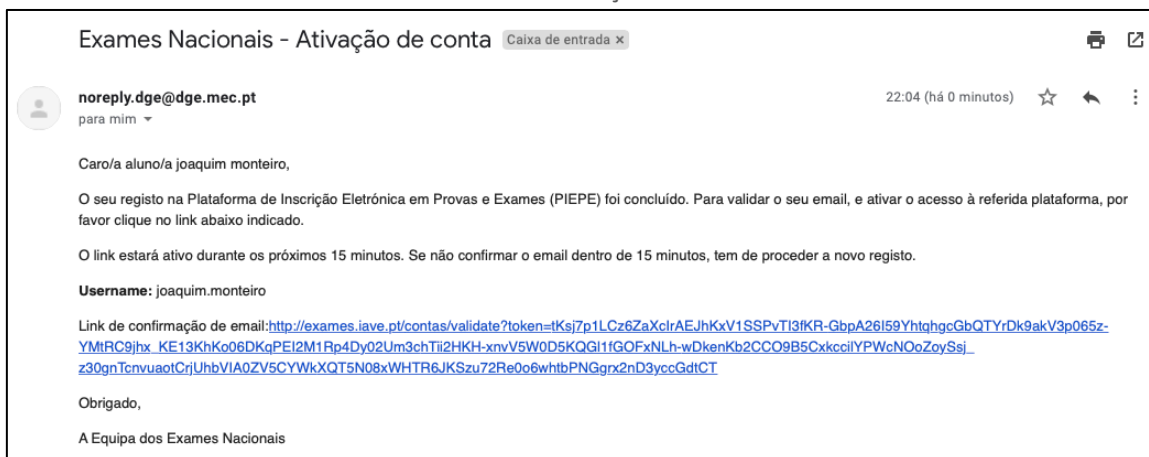 Exames Nacionais - Ativação de conta Caixa de entrada x
noreply.dge@dge.mec.pt 22:04 (há 0 minutos)
para mim
Caro/a aluno/a joaquim monteiro,
O seu registo na Plataforma de Inscrição Eletrónica em Provas e Exames (PIEPE) foi concluído. Para validar o seu email, e ativar o acesso à referida plataforma, por
favor clique no link abaixo indicado.
O link estará ativo durante os próximos 15 minutos. Se não confirmar o email dentro de 15 minutos, tem de proceder a novo registo.
Username: joaquim.monteiro
Link de confirmação de email:http://exames.iave.pt/contas/validate?token=tKsj7p1LCz6ZaXcIrAEJhKxV1SSPvTI3fKR-GbpA26I59YhtqhgcGbQTYrDk9akV3p065z-
YMtRC9jhx_KE13KhKo06DKqPEI2M1Rp4Dy02Um3chTii2HKH-xnvV5W0D5KQGl1fGOFxNLh-wDkenKb2CCO9B5CxkcciIYPWcNOoZoySsj_
z30gnTcnvuaotCrjUhbVIA0ZV5CYWkXQT5N08xWHTR6JKSzu72Re0o6whtbPNGgrx2nD3yccGdtCT
Obrigado,
A Equipa dos Exames Nacionais